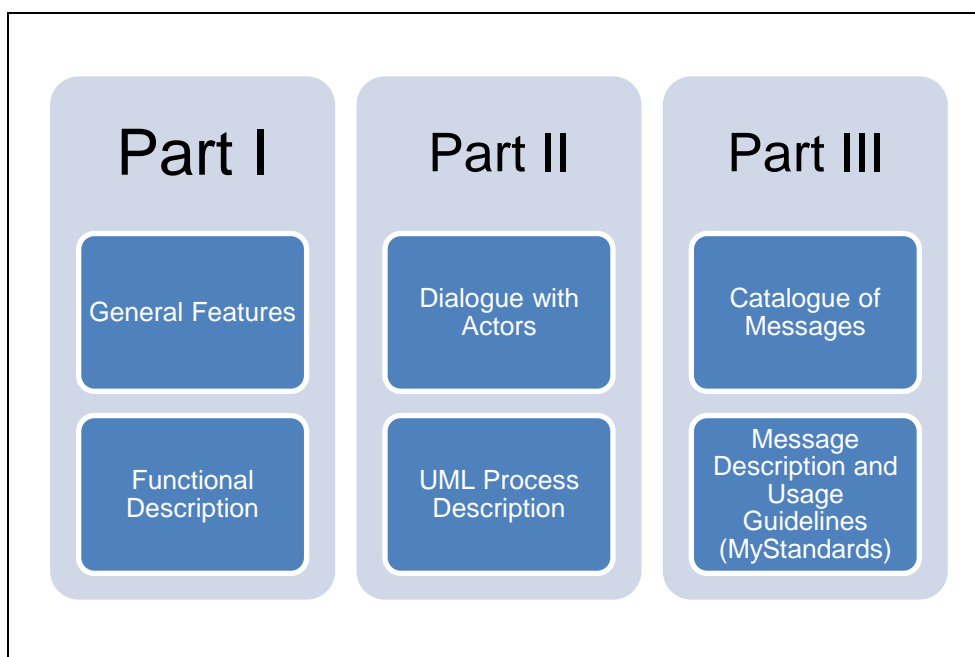 Part I
General Features
Functional
Description
Part II
Dialogue with
Actors
UML Process
Description
Part III
Catalogue of
Messages
Message
Description and
Usage
Guidelines
(MyStandards)